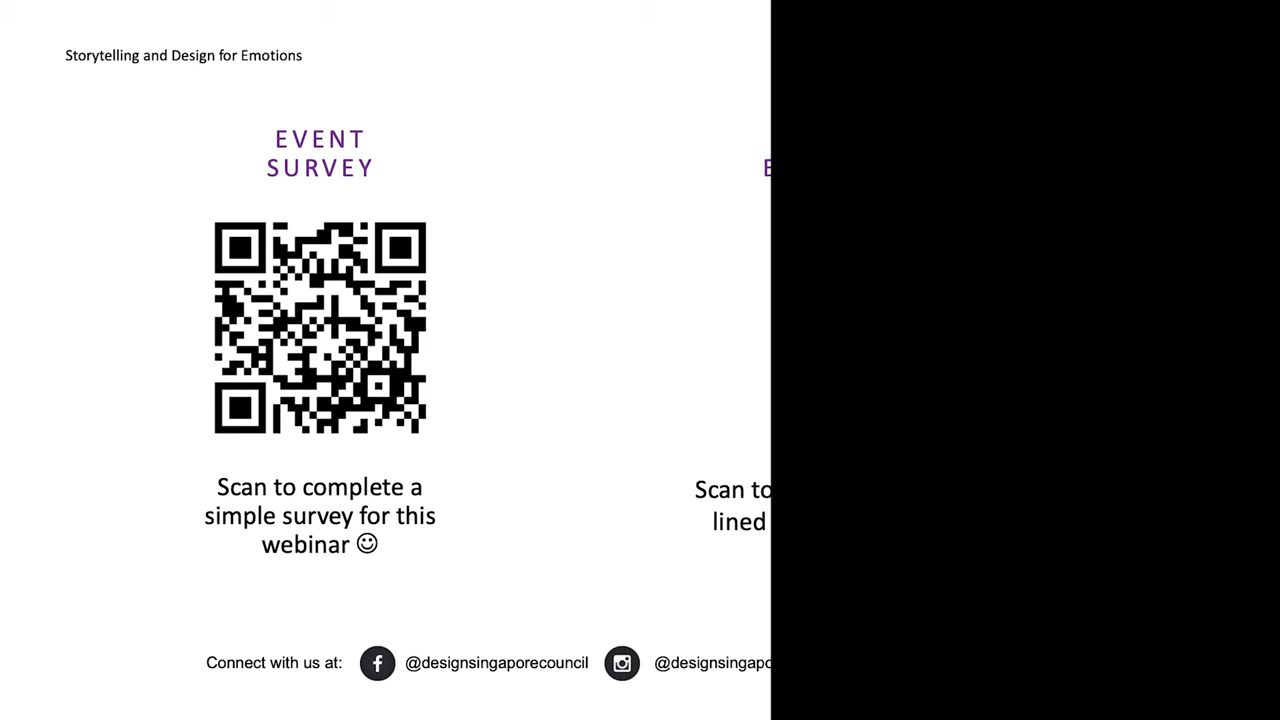 Storytelling and Design for Emotions
EVENT
SURVEY
Scan to complete a
simple survey for this
webinar ☺
Scan to
lined
Connect with us at: @designsingaporecouncil